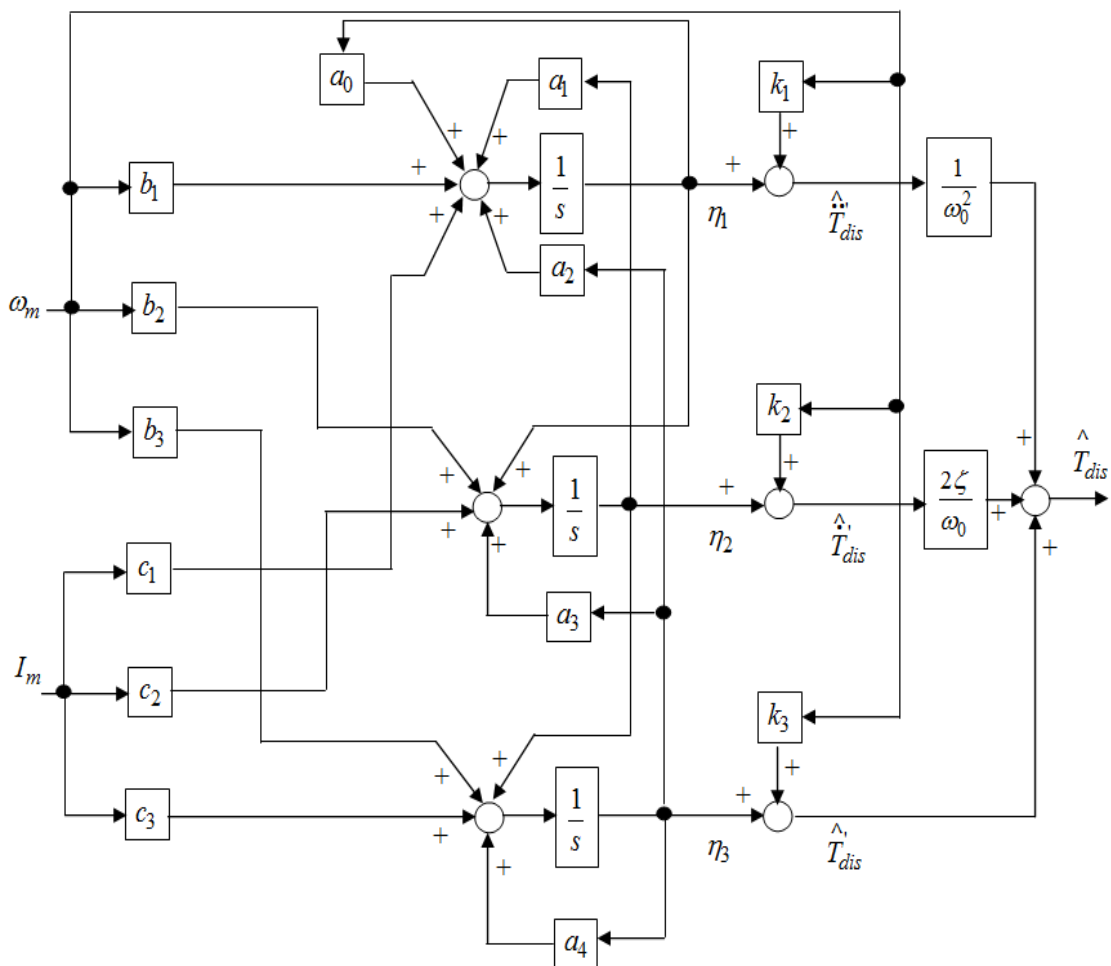 a₀
a₁
k₁
+
+
+
b₁
+
1/s
+
η₁
T̂̈'dis
1/ω₀²
+
+
a₂
ωₘ
b₂
k₂
b₃
+
+
+
+
T̂dis
1/s
+
η₂
T̂̇'dis
2ζ/ω₀
+
+
+
c₁
a₃
Iₘ
c₂
k₃
+
+
+
c₃
+
1/s
+
η₃
T̂'dis
+
a₄